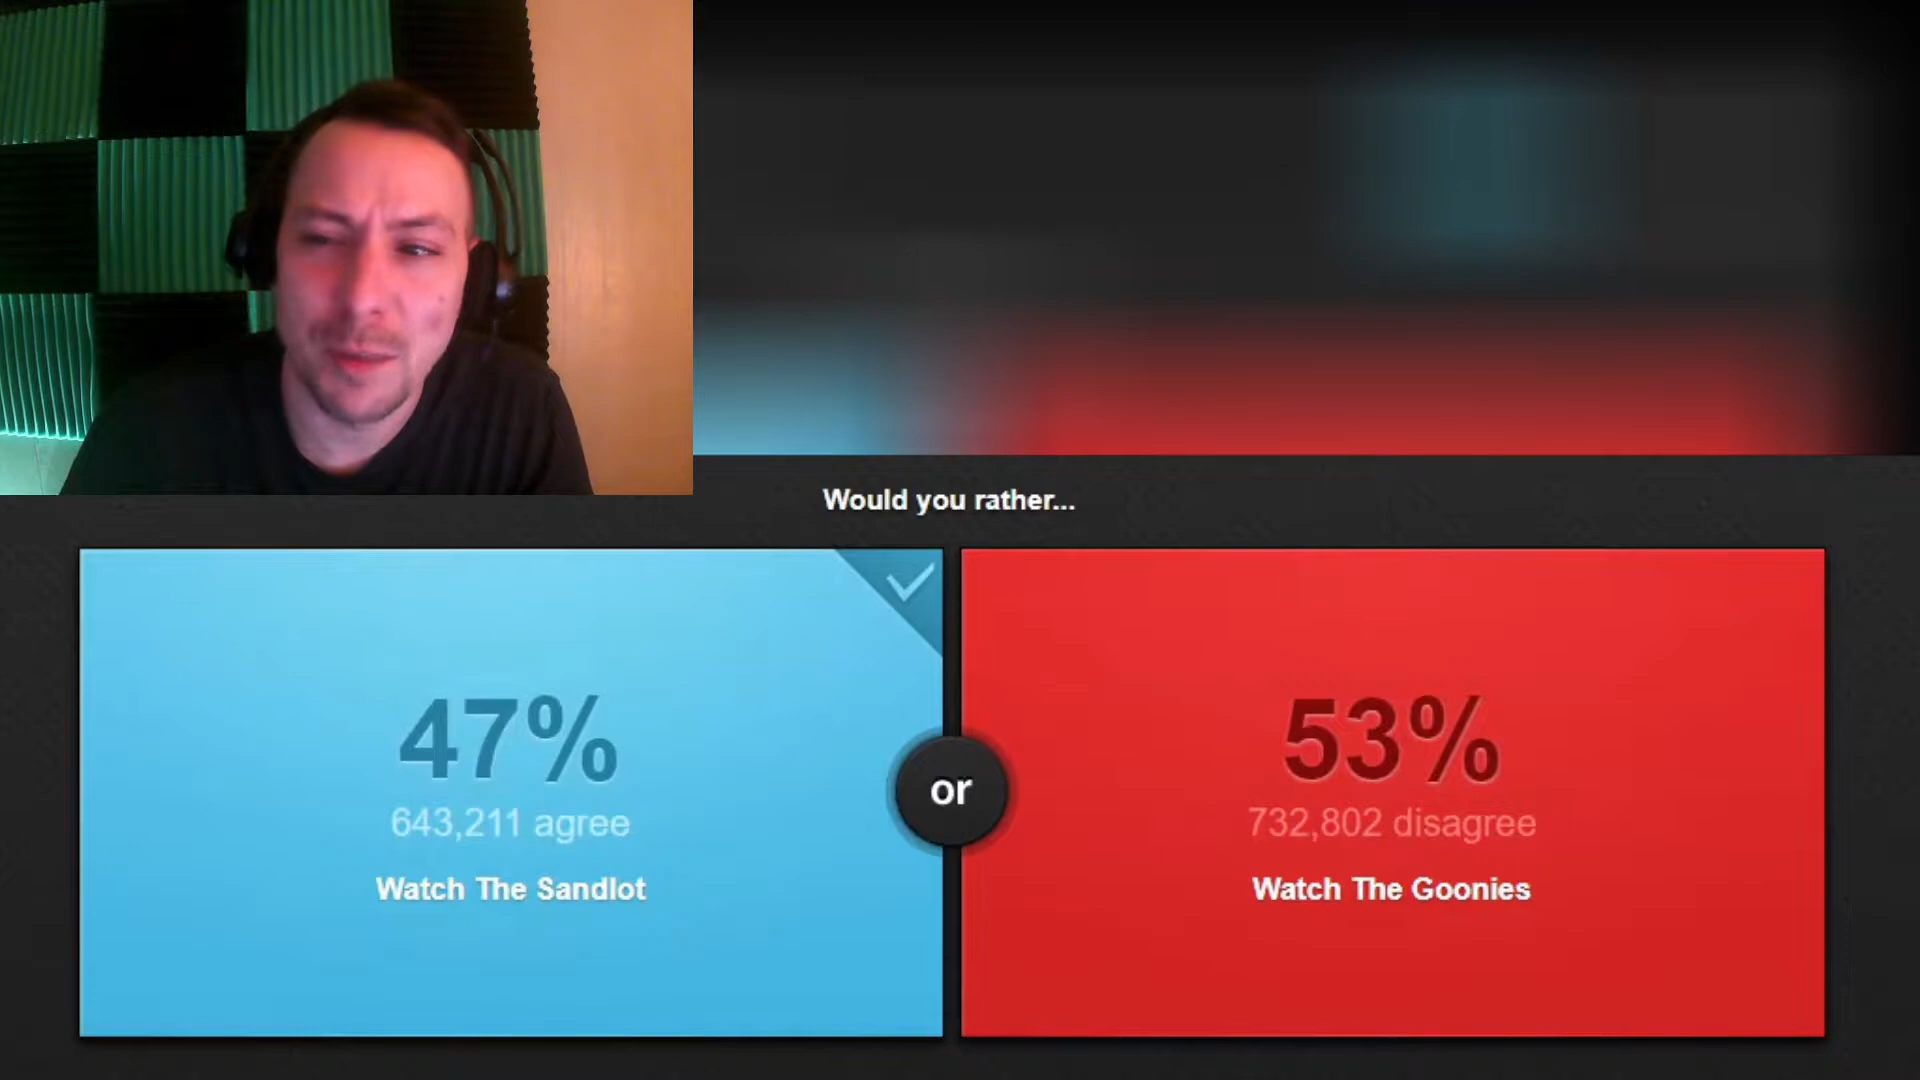 Would you rather...
47%
643,211 agree
Watch The Sandlot
or
53%
732,802 disagree
Watch The Goonies